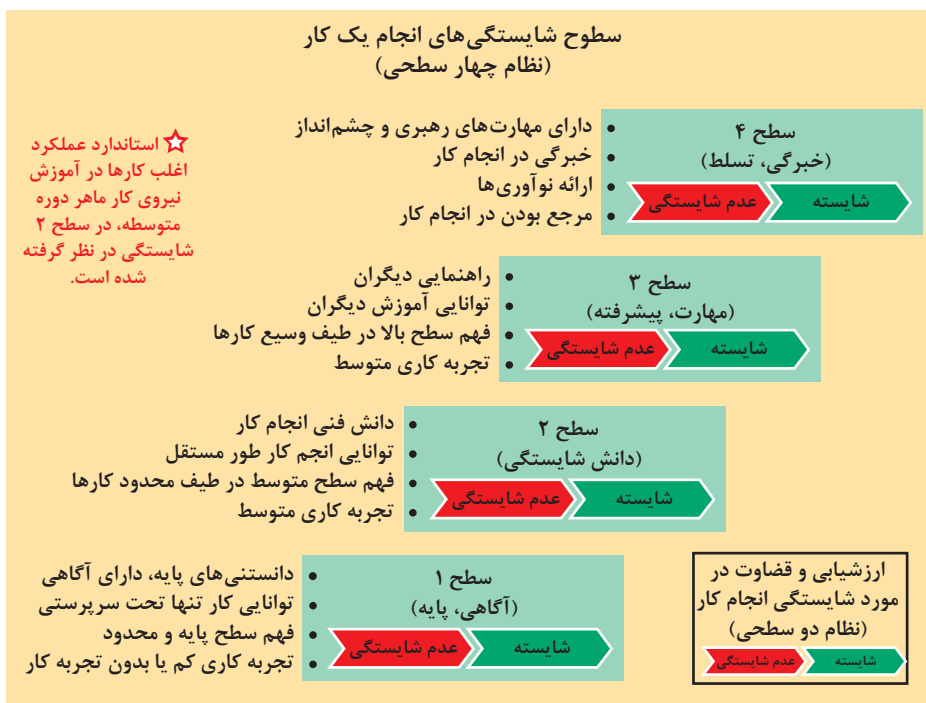 سطوح شایستگی‌های انجام یک کار
(نظام چهار سطحی)
سطح ۴
(خبرگی، تسلط)
شایسته
عدم شایستگی
• دارای مهارت‌های رهبری و چشم‌انداز
• خبرگی در انجام کار
• ارائه نوآوری‌ها
• مرجع بودن در انجام کار
استاندارد عملکرد
اغلب کارها در آموزش
نیروی کار ماهر دوره
متوسطه، در سطح ۲
شایستگی در نظر گرفته
شده است.
سطح ۳
(مهارت، پیشرفته)
شایسته
عدم شایستگی
• راهنمایی دیگران
• توانایی آموزش دیگران
• فهم سطح بالا در طیف وسیع کارها
• تجربه کاری متوسط
سطح ۲
(دانش شایستگی)
شایسته
عدم شایستگی
• دانش فنی انجام کار
• توانایی انجم کار طور مستقل
• فهم سطح متوسط در طیف محدود کارها
• تجربه کاری متوسط
سطح ۱
(آگاهی، پایه)
شایسته
عدم شایستگی
• دانستنی‌های پایه، دارای آگاهی
• توانایی کار تنها تحت سرپرستی
• فهم سطح پایه و محدود
• تجربه کاری کم یا بدون تجربه کار
ارزشیابی و قضاوت در
مورد شایستگی انجام کار
(نظام دو سطحی)
شایسته
عدم شایستگی